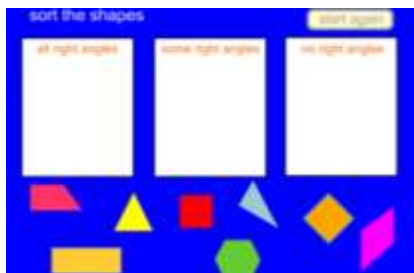 sort the shapes
start again
all right angles
some right angles
no right angles